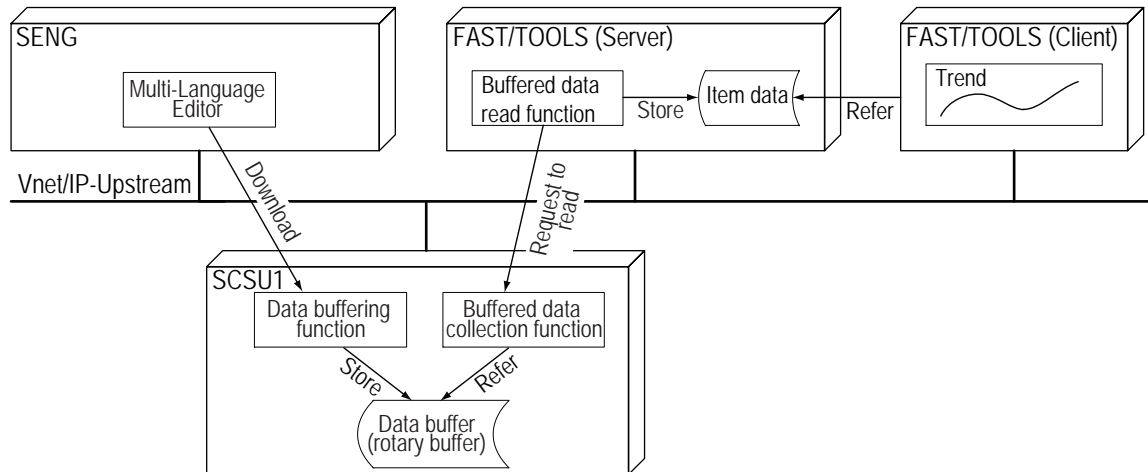 SENG
Multi-Language
Editor
FAST/TOOLS (Server)
Buffered data
read function
Store
Item data
Refer
FAST/TOOLS (Client)
Trend
Vnet/IP-Upstream
Download
Request to
read
SCSU1
Data buffering
function
Buffered data
collection function
Store
Refer
Data buffer
(rotary buffer)